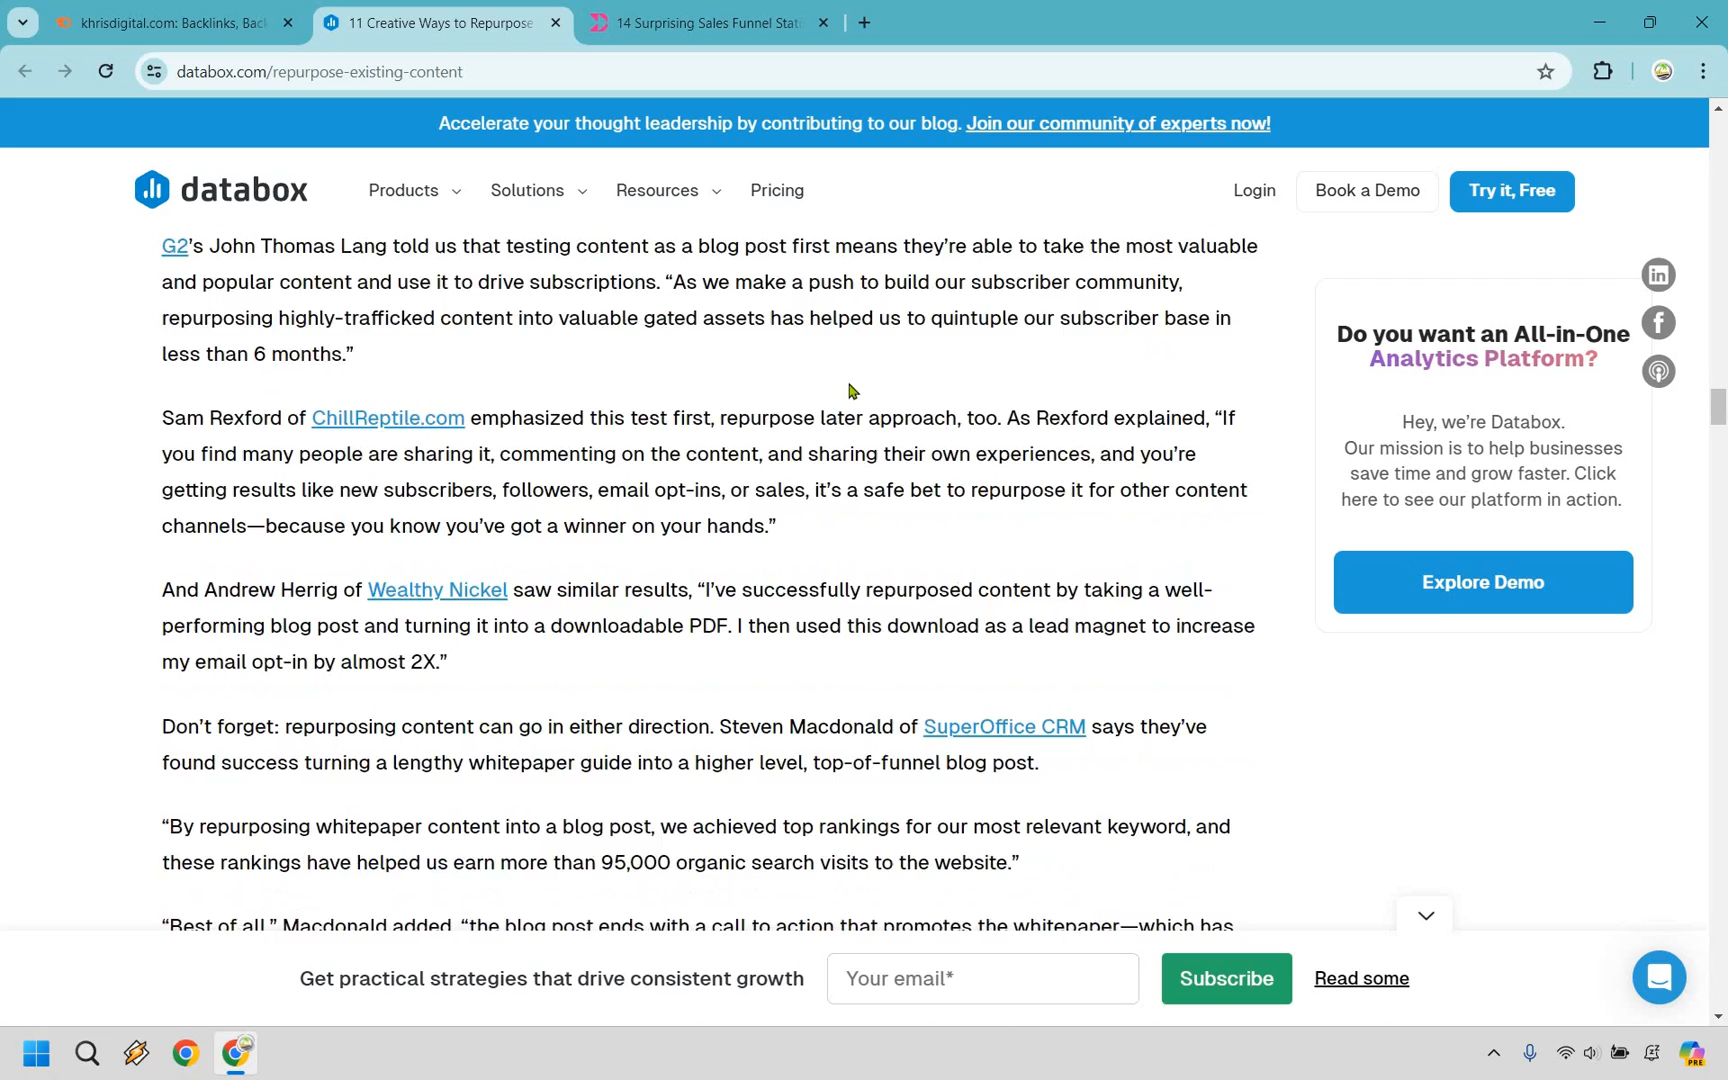 khrisdigital.com: Backlinks, Back
11 Creative Ways to Repurpose
14 Surprising Sales Funnel Stati
databox.com/repurpose-existing-content
Accelerate your thought leadership by contributing to our blog. Join our community of experts now!
databox
Products
Solutions
Resources
Pricing
Login
Book a Demo
Try it, Free
G2's John Thomas Lang told us that testing content as a blog post first means they're able to take the most valuable
and popular content and use it to drive subscriptions. “As we make a push to build our subscriber community,
repurposing highly-trafficked content into valuable gated assets has helped us to quintuple our subscriber base in
less than 6 months.”
Sam Rexford of ChillReptile.com emphasized this test first, repurpose later approach, too. As Rexford explained, “If
you find many people are sharing it, commenting on the content, and sharing their own experiences, and you're
getting results like new subscribers, followers, email opt-ins, or sales, it's a safe bet to repurpose it for other content
channels—because you know you've got a winner on your hands.”
And Andrew Herrig of Wealthy Nickel saw similar results, “I've successfully repurposed content by taking a well-
performing blog post and turning it into a downloadable PDF. I then used this download as a lead magnet to increase
my email opt-in by almost 2X.”
Don't forget: repurposing content can go in either direction. Steven Macdonald of SuperOffice CRM says they've
found success turning a lengthy whitepaper guide into a higher level, top-of-funnel blog post.
“By repurposing whitepaper content into a blog post, we achieved top rankings for our most relevant keyword, and
these rankings have helped us earn more than 95,000 organic search visits to the website.”
“Best of all,” Macdonald added, “the blog post ends with a call to action that promotes the whitepaper—which has
Do you want an All-in-One
Analytics Platform?
Hey, we're Databox.
Our mission is to help businesses
save time and grow faster. Click
here to see our platform in action.
Explore Demo
Get practical strategies that drive consistent growth
Your email*
Subscribe
Read some
PRE